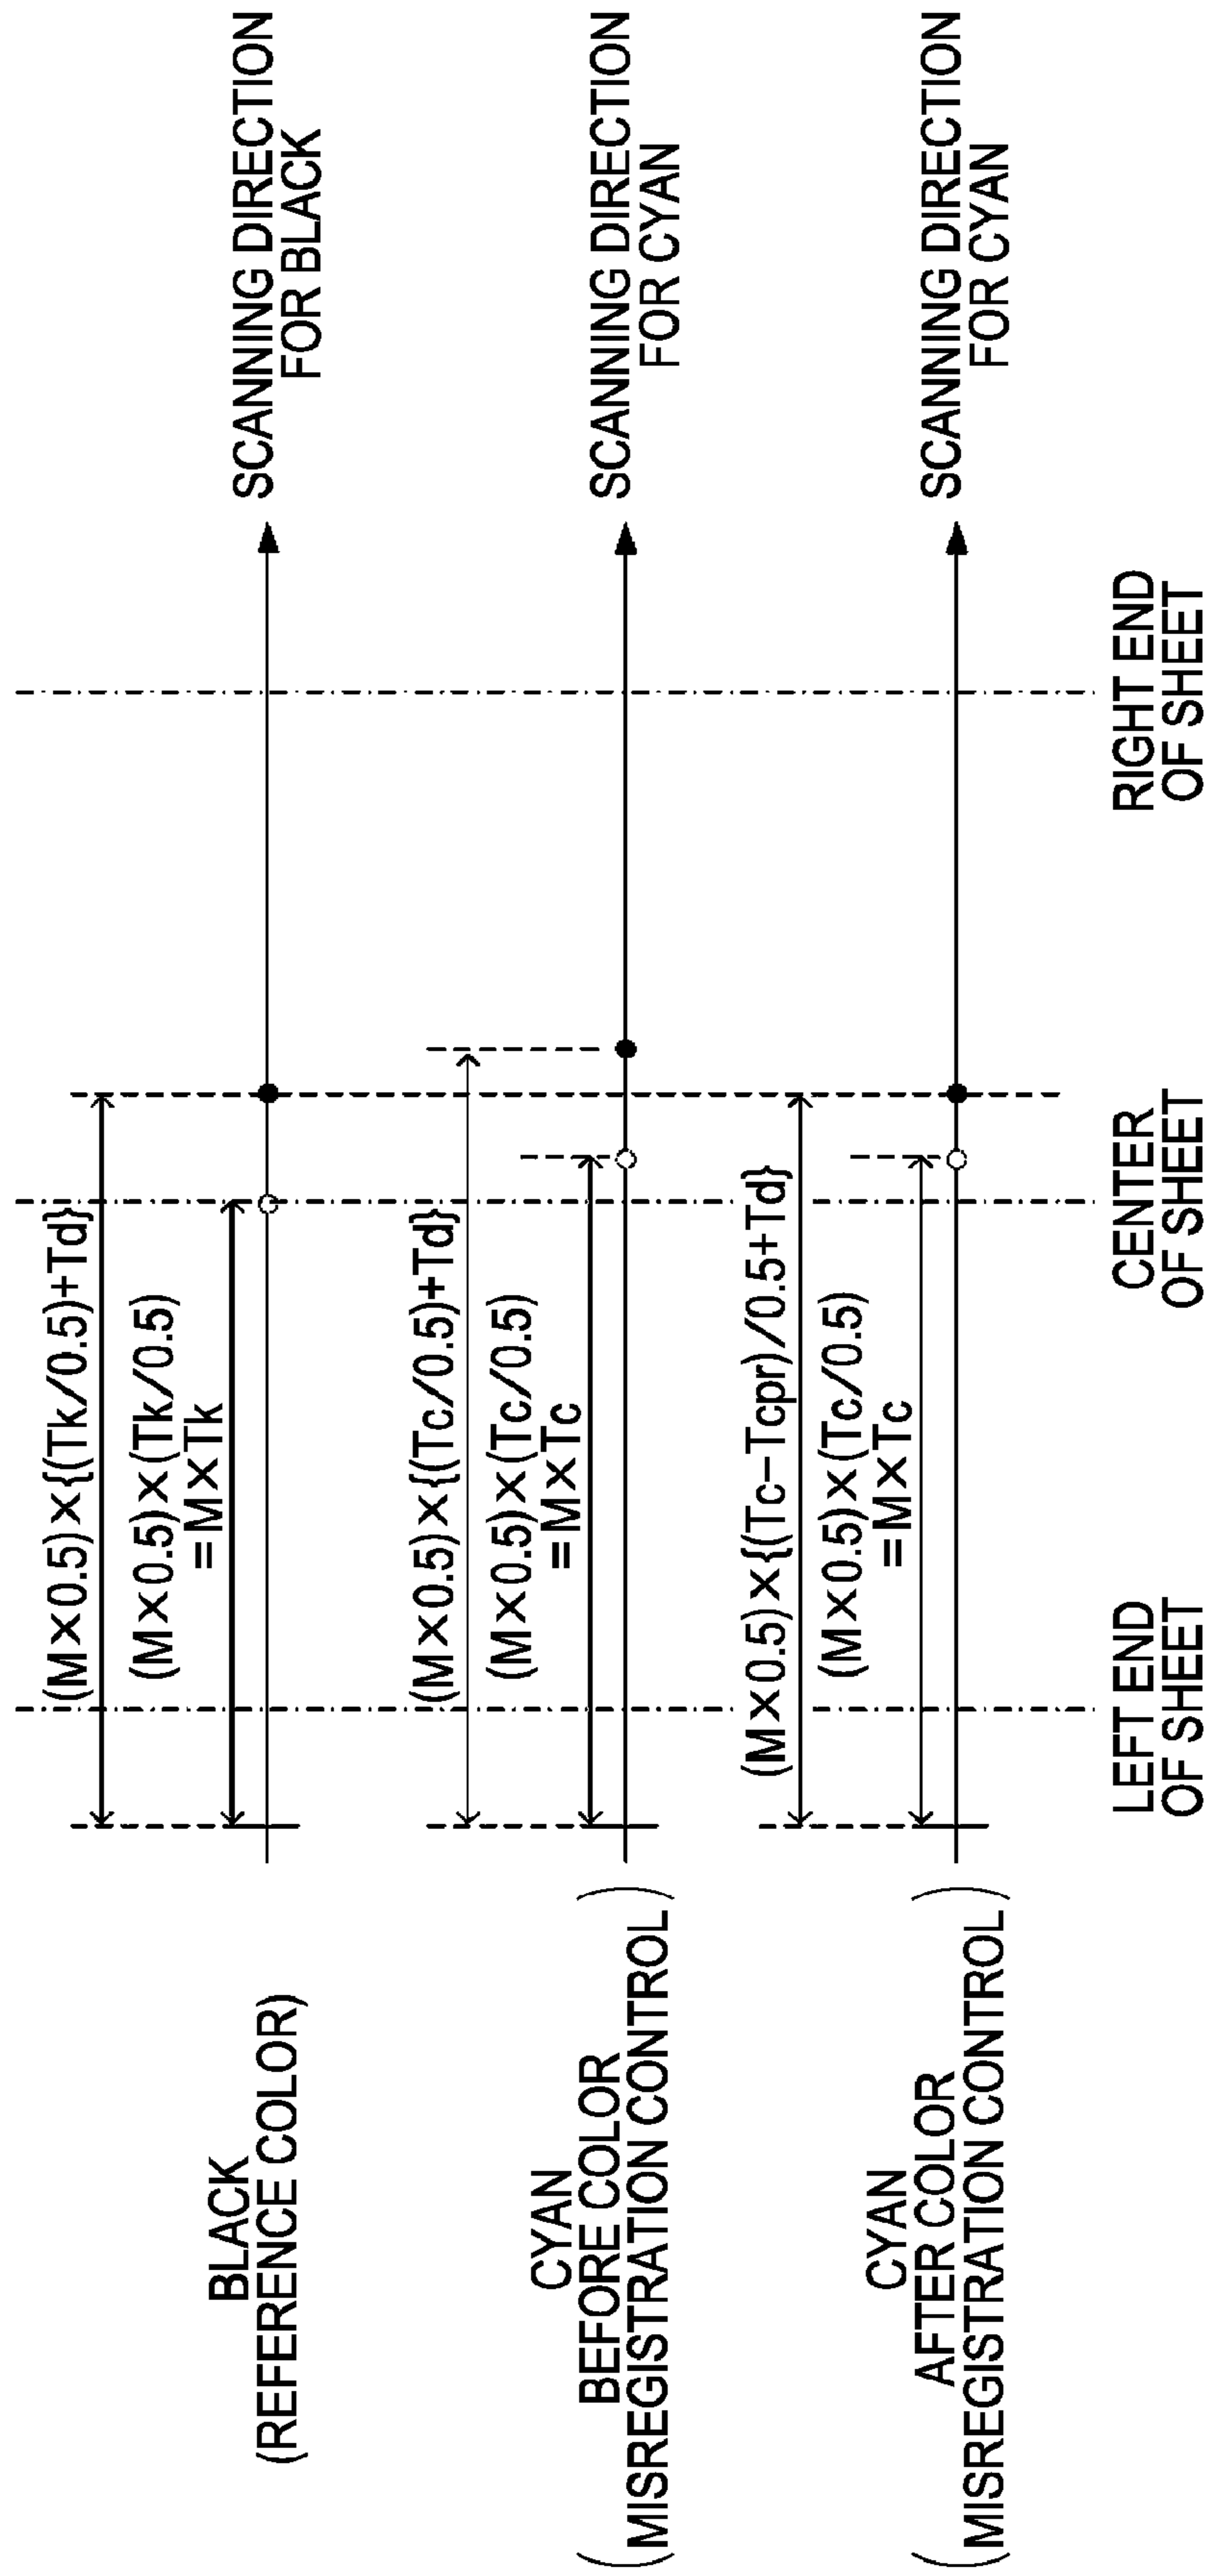 BLACK
(REFERENCE COLOR)
(M×0.5)×{(Tk/0.5)+Td}
(M×0.5)×(Tk/0.5)
=M×Tk
SCANNING DIRECTION
FOR BLACK
CYAN
(BEFORE COLOR
MISREGISTRATION CONTROL)
(M×0.5)×{(Tc/0.5)+Td}
(M×0.5)×(Tc/0.5)
=M×Tc
SCANNING DIRECTION
FOR CYAN
CYAN
(AFTER COLOR
MISREGISTRATION CONTROL)
(M×0.5)×{(Tc−Tcpr)/0.5+Td}
(M×0.5)×(Tc/0.5)
=M×Tc
SCANNING DIRECTION
FOR CYAN
LEFT END
OF SHEET
CENTER
OF SHEET
RIGHT END
OF SHEET